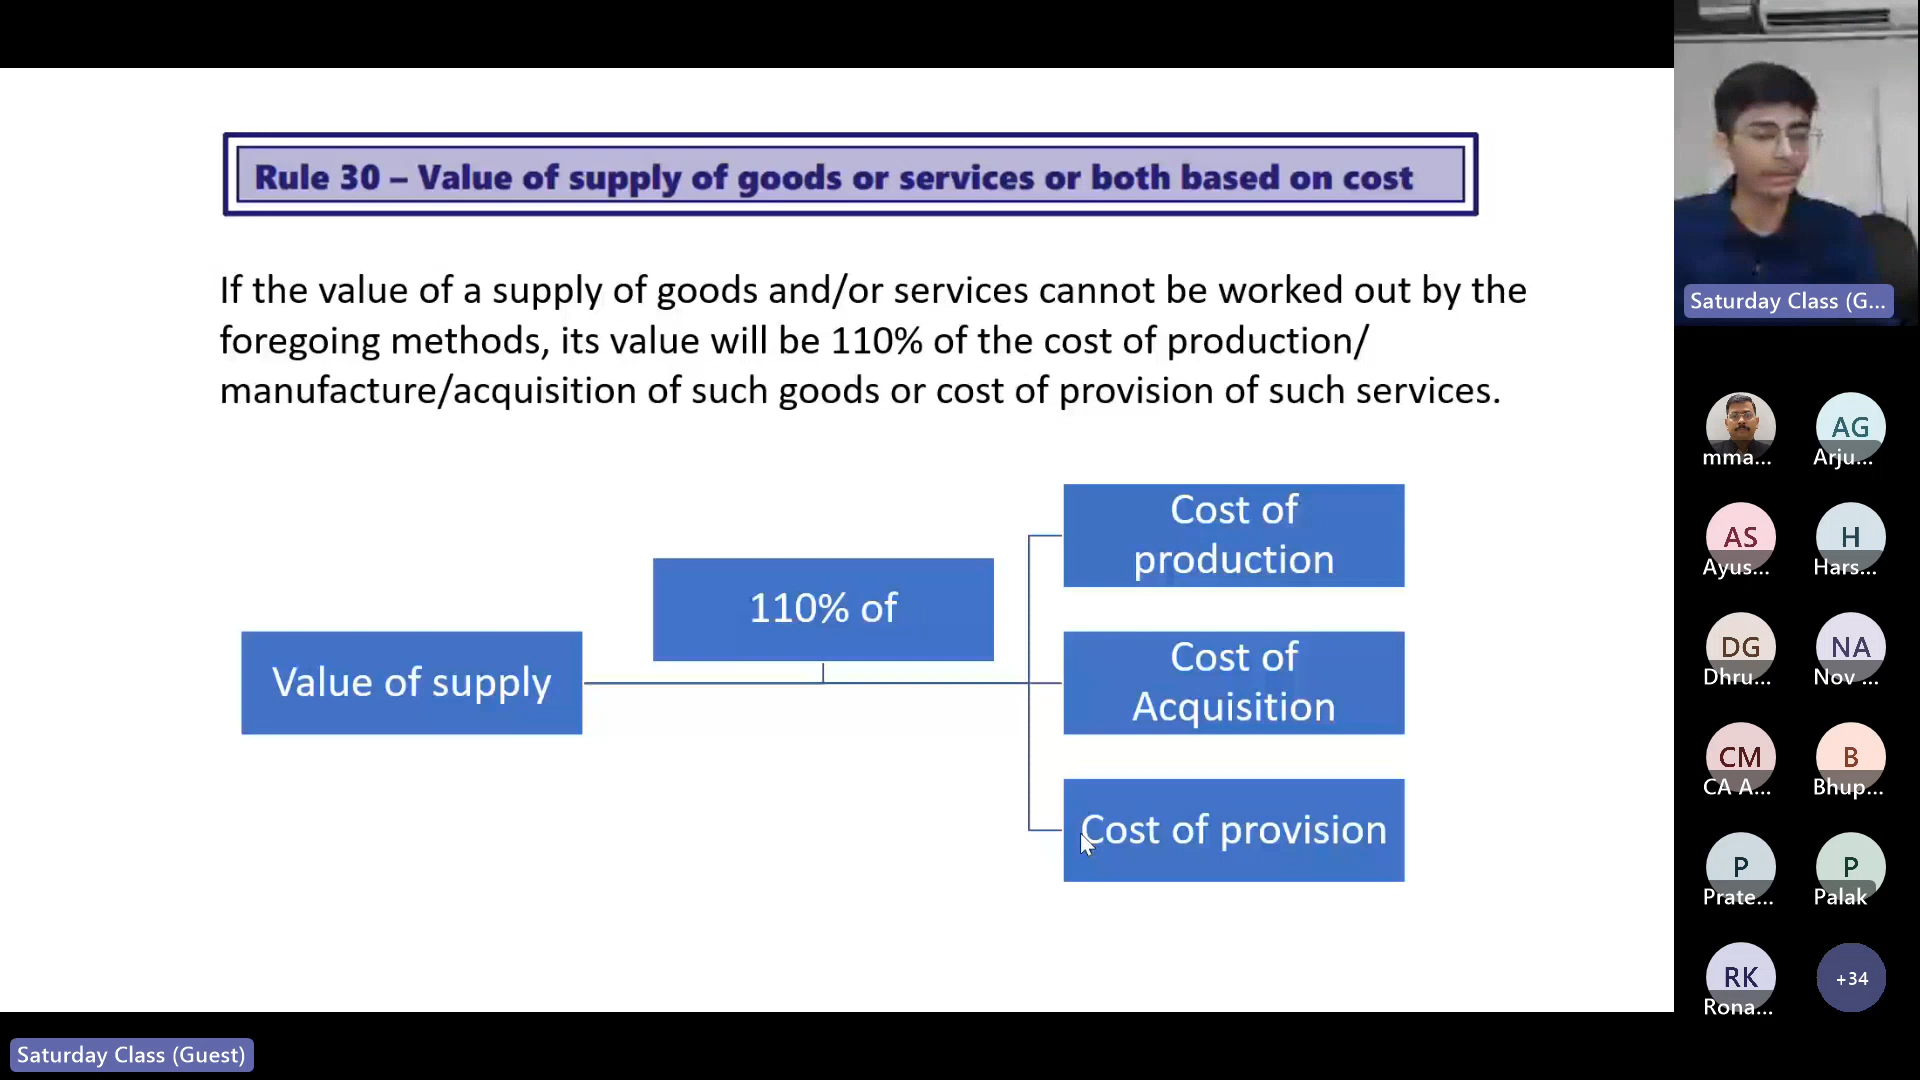 Rule 30 – Value of supply of goods or services or both based on cost
If the value of a supply of goods and/or services cannot be worked out by the
foregoing methods, its value will be 110% of the cost of production/
manufacture/acquisition of such goods or cost of provision of such services.
Value of supply
110% of
Cost of
production
Cost of
Acquisition
Cost of provision
Saturday Class (G...
mma...
AG
Arju...
AS
Ayus...
H
Hars...
DG
Dhru...
NA
Nov ...
CM
CA A...
B
Bhup...
P
Prate...
P
Palak
RK
Rona...
+34
Saturday Class (Guest)